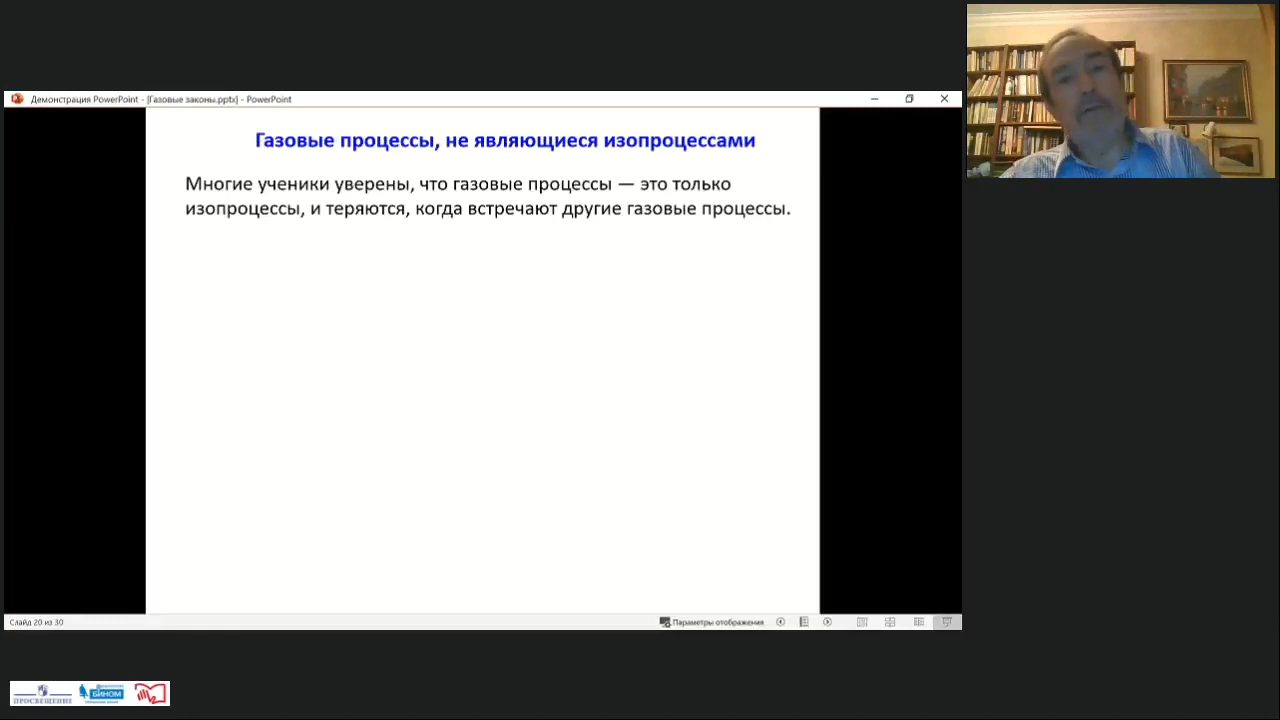 Демонстрация PowerPoint - [Газовые законы.pptx] - PowerPoint
Газовые процессы, не являющиеся изопроцессами
Многие ученики уверены, что газовые процессы — это только
изопроцессы, и теряются, когда встречают другие газовые процессы.
Слайд 20 из 30
Параметры отображения
ПРОСВЕЩЕНИЕ
БИНОМ